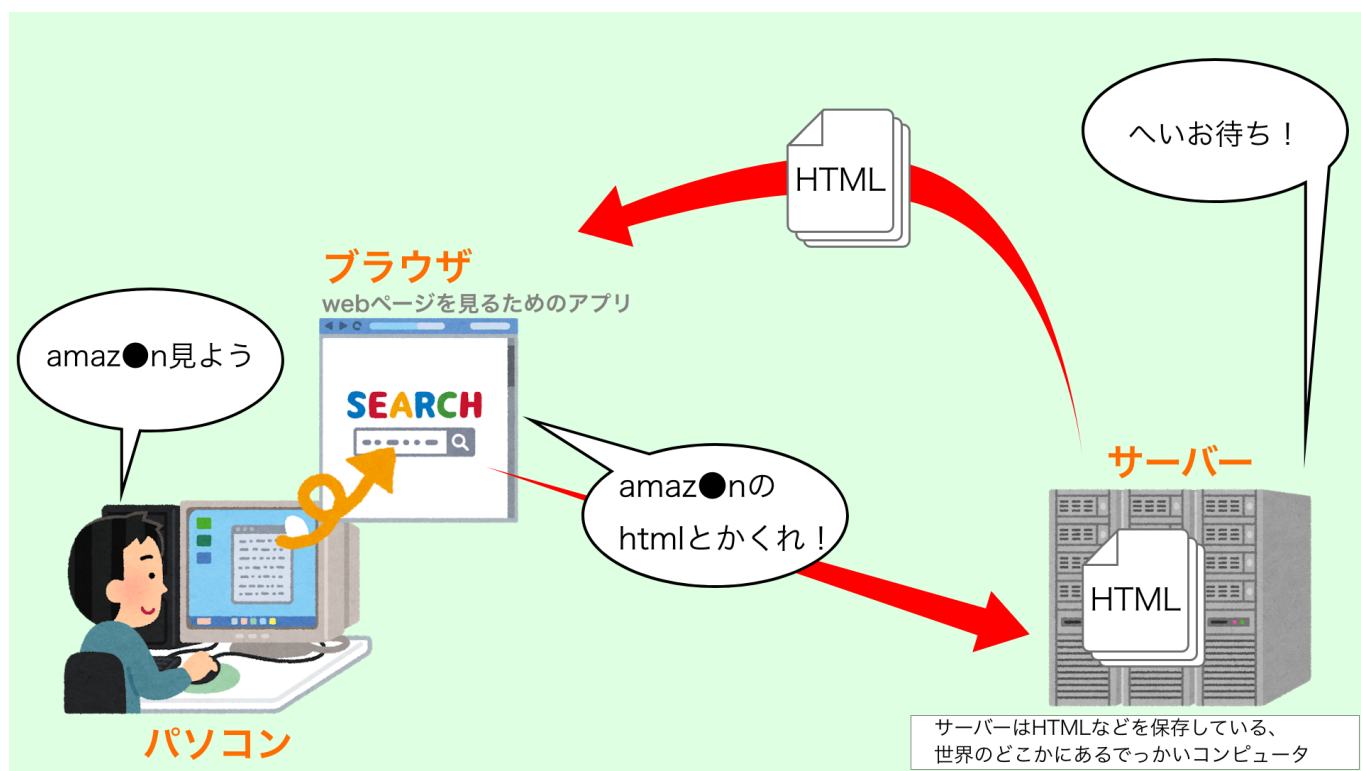 へいお待ち！
HTML
ブラウザ
webページを見るためのアプリ
amaz●n見よう
SEARCH
amaz●nの
htmlとかくれ！
サーバー
HTML
パソコン
サーバーはHTMLなどを保存している、
世界のどこかにあるでっかいコンピュータ